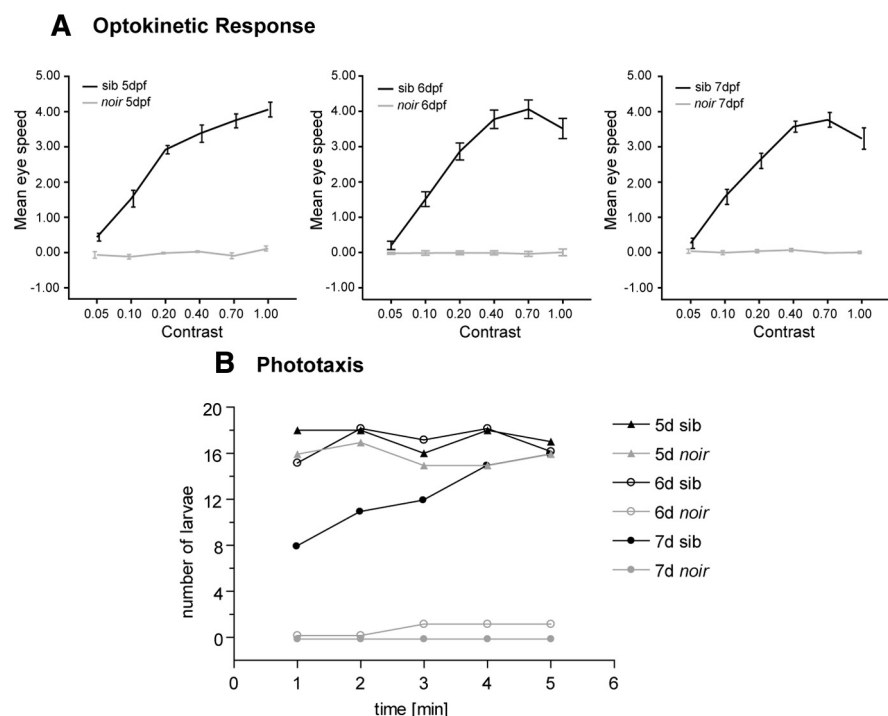 A Optokinetic Response
5.00
4.00
3.00
2.00
1.00
0.00
-1.00
Mean eye speed
sib 5dpf
noir 5dpf
0.05 0.10 0.20 0.40 0.70 1.00
Contrast
5.00
4.00
3.00
2.00
1.00
0.00
-1.00
Mean eye speed
sib 6dpf
noir 6dpf
0.05 0.10 0.20 0.40 0.70 1.00
Contrast
5.00
4.00
3.00
2.00
1.00
0.00
-1.00
Mean eye speed
sib 7dpf
noir 7dpf
0.05 0.10 0.20 0.40 0.70 1.00
Contrast
B Phototaxis
20
16
12
8
4
0
number of larvae
0 1 2 3 4 5 6
time [min]
5d sib
5d noir
6d sib
6d noir
7d sib
7d noir